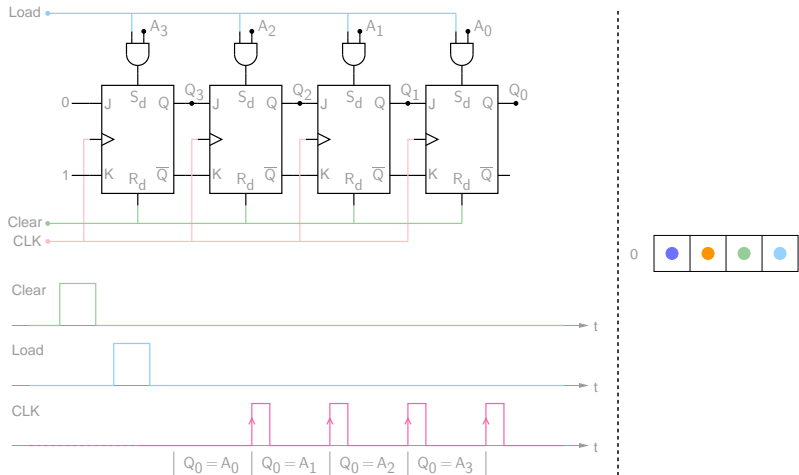 Load
A3 A2 A1 A0
Sd Sd Sd Sd
0 J Q Q3 J Q Q2 J Q Q1 J Q Q0
1 K Q̅ K Q̅ K Q̅ K Q̅
Rd Rd Rd Rd
Clear
CLK
0
Clear
t
Load
t
CLK
t
Q0 = A0 Q0 = A1 Q0 = A2 Q0 = A3